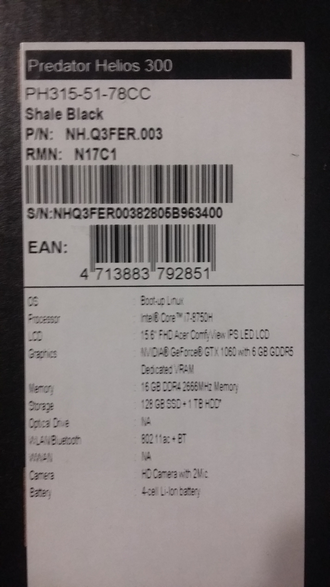 Predator Helios 300
PH315-51-78CC
Shale Black
P/N: NH.Q3FER.003
RMN: N17C1
S/N:NHQ3FER00382805B963400
EAN:
4 713883 792851
OS : Boot-up Linux
Processor : Intel® Core™ i7-8750H
LCD : 15.6" FHD Acer ComfyView IPS LED LCD
Graphics : NVIDIA® GeForce® GTX 1060 with 6 GB GDDR5
Dedicated VRAM
Memory : 16 GB DDR4 2666MHz Memory
Storage : 128 GB SSD + 1 TB HDD*
Optical Drive : NA
WLAN/Bluetooth : 802.11ac + BT
WWAN : NA
Camera : HD Camera with 2Mic
Battery : 4-cell Li-Ion battery